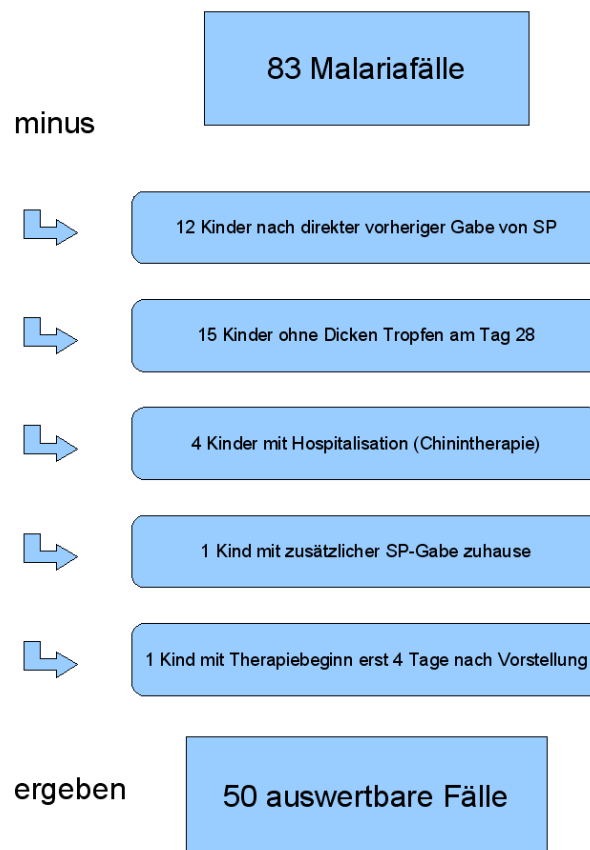 83 Malariafälle
minus
12 Kinder nach direkter vorheriger Gabe von SP
15 Kinder ohne Dicken Tropfen am Tag 28
4 Kinder mit Hospitalisation (Chinintherapie)
1 Kind mit zusätzlicher SP-Gabe zuhause
1 Kind mit Therapiebeginn erst 4 Tage nach Vorstellung
ergeben
50 auswertbare Fälle